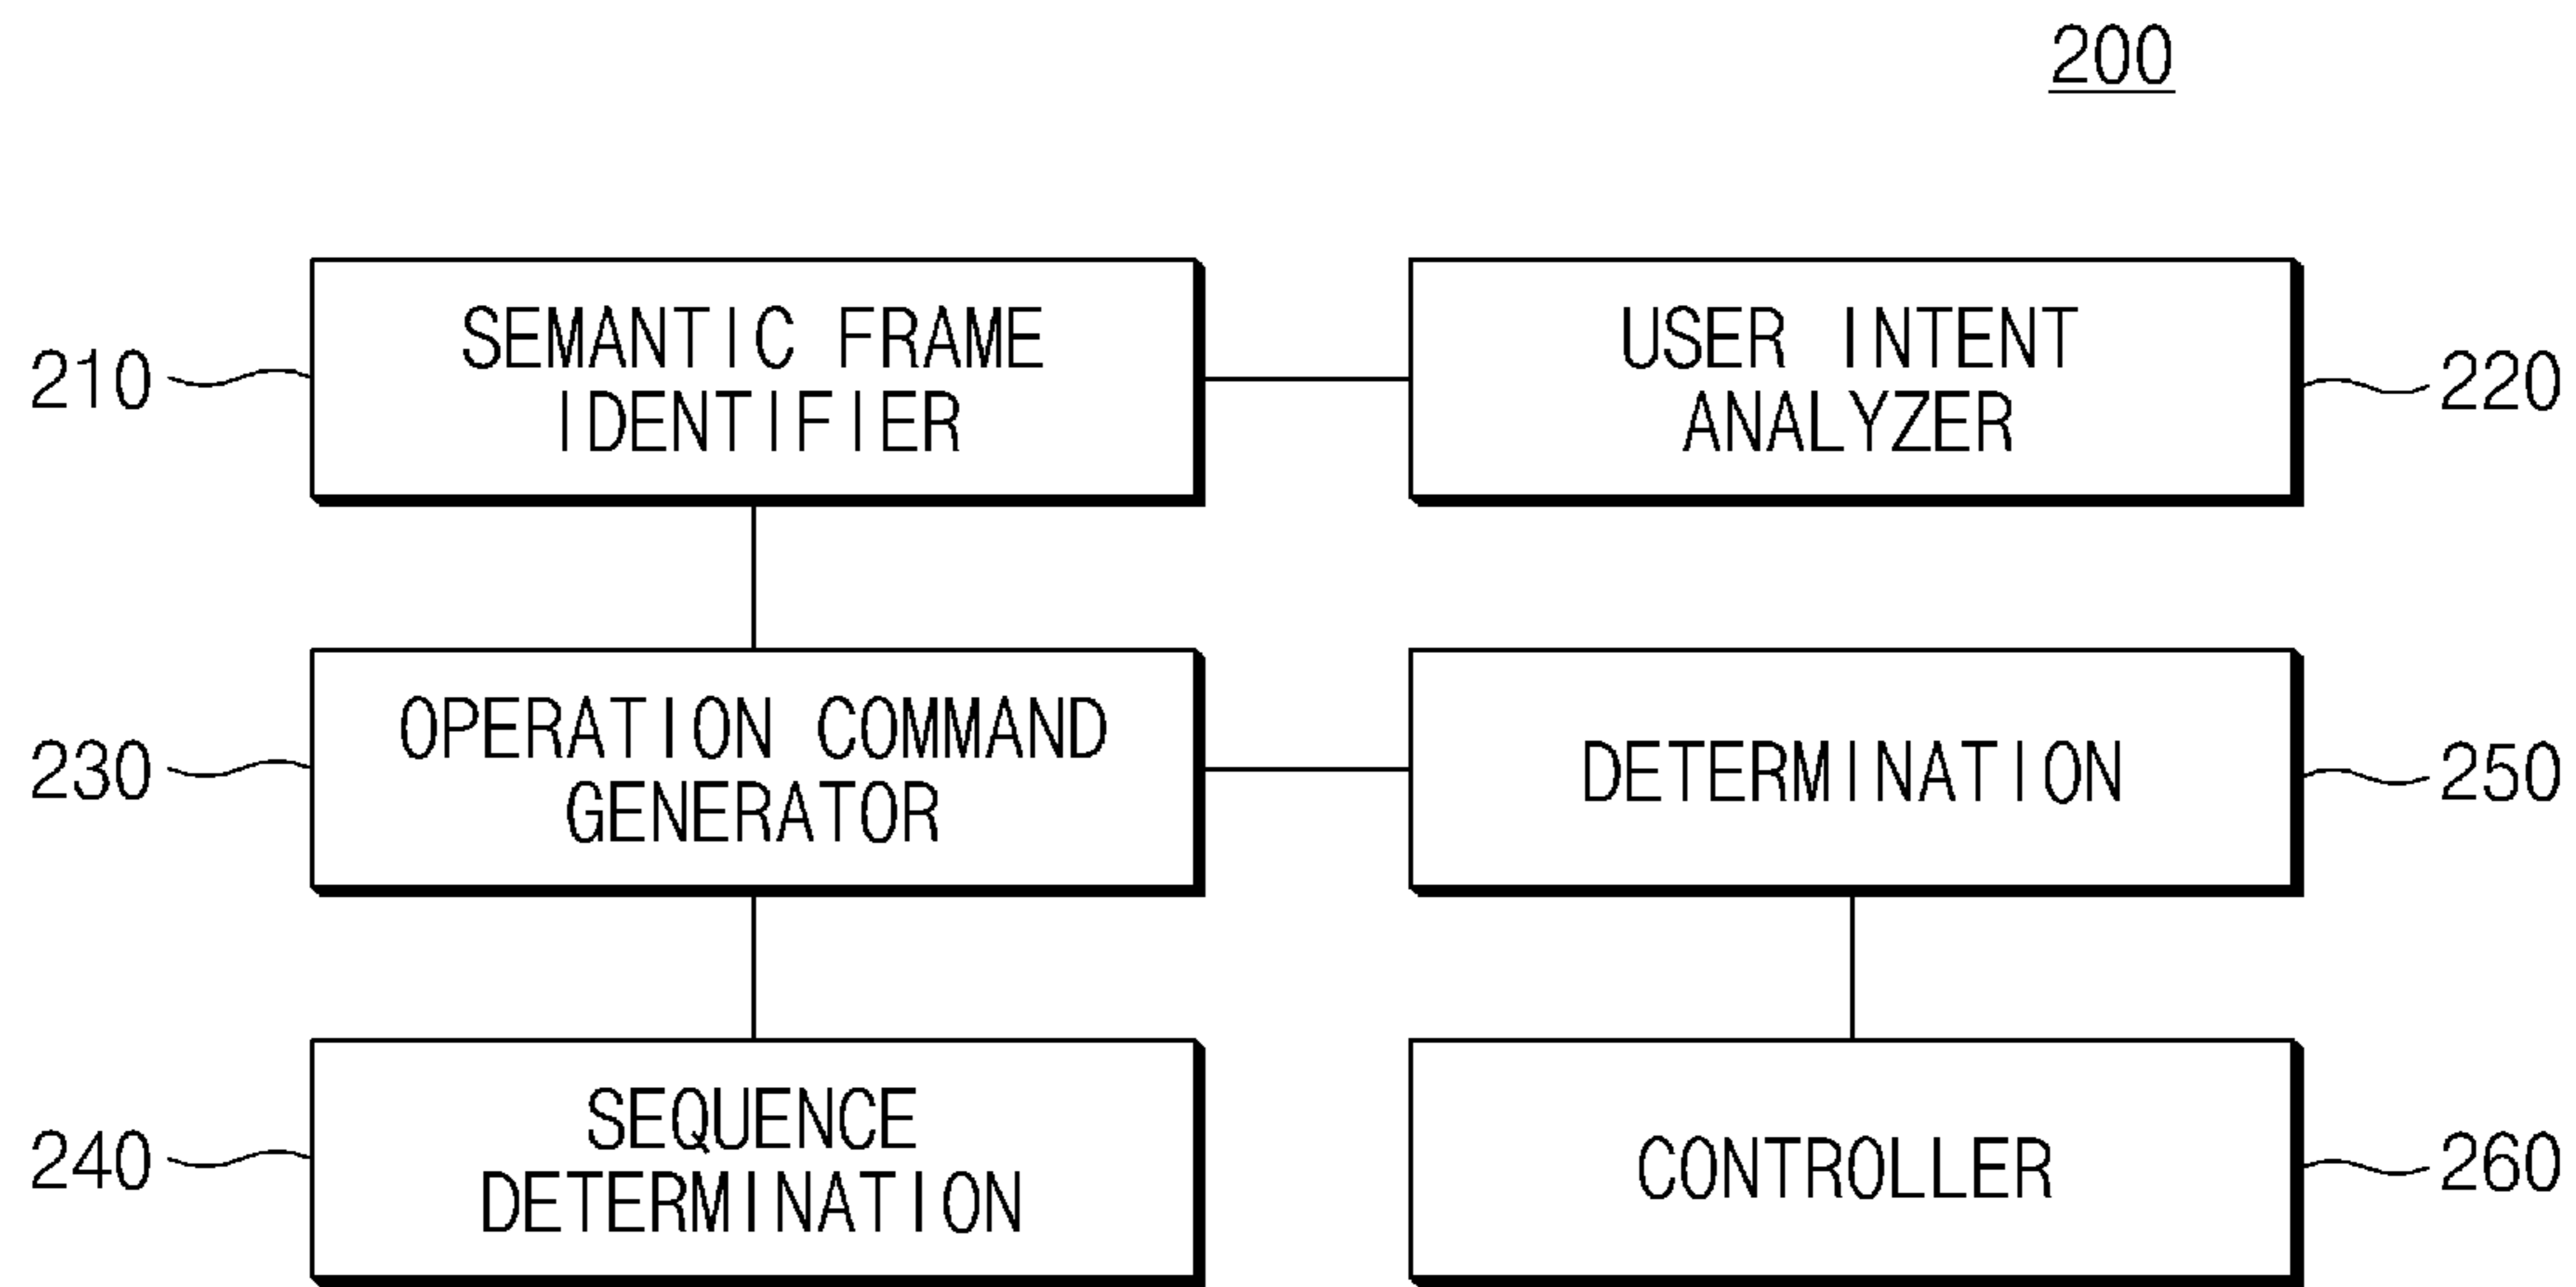 200
210
SEMANTIC FRAME
IDENTIFIER
USER INTENT
ANALYZER
220
230
OPERATION COMMAND
GENERATOR
DETERMINATION
250
240
SEQUENCE
DETERMINATION
CONTROLLER
260